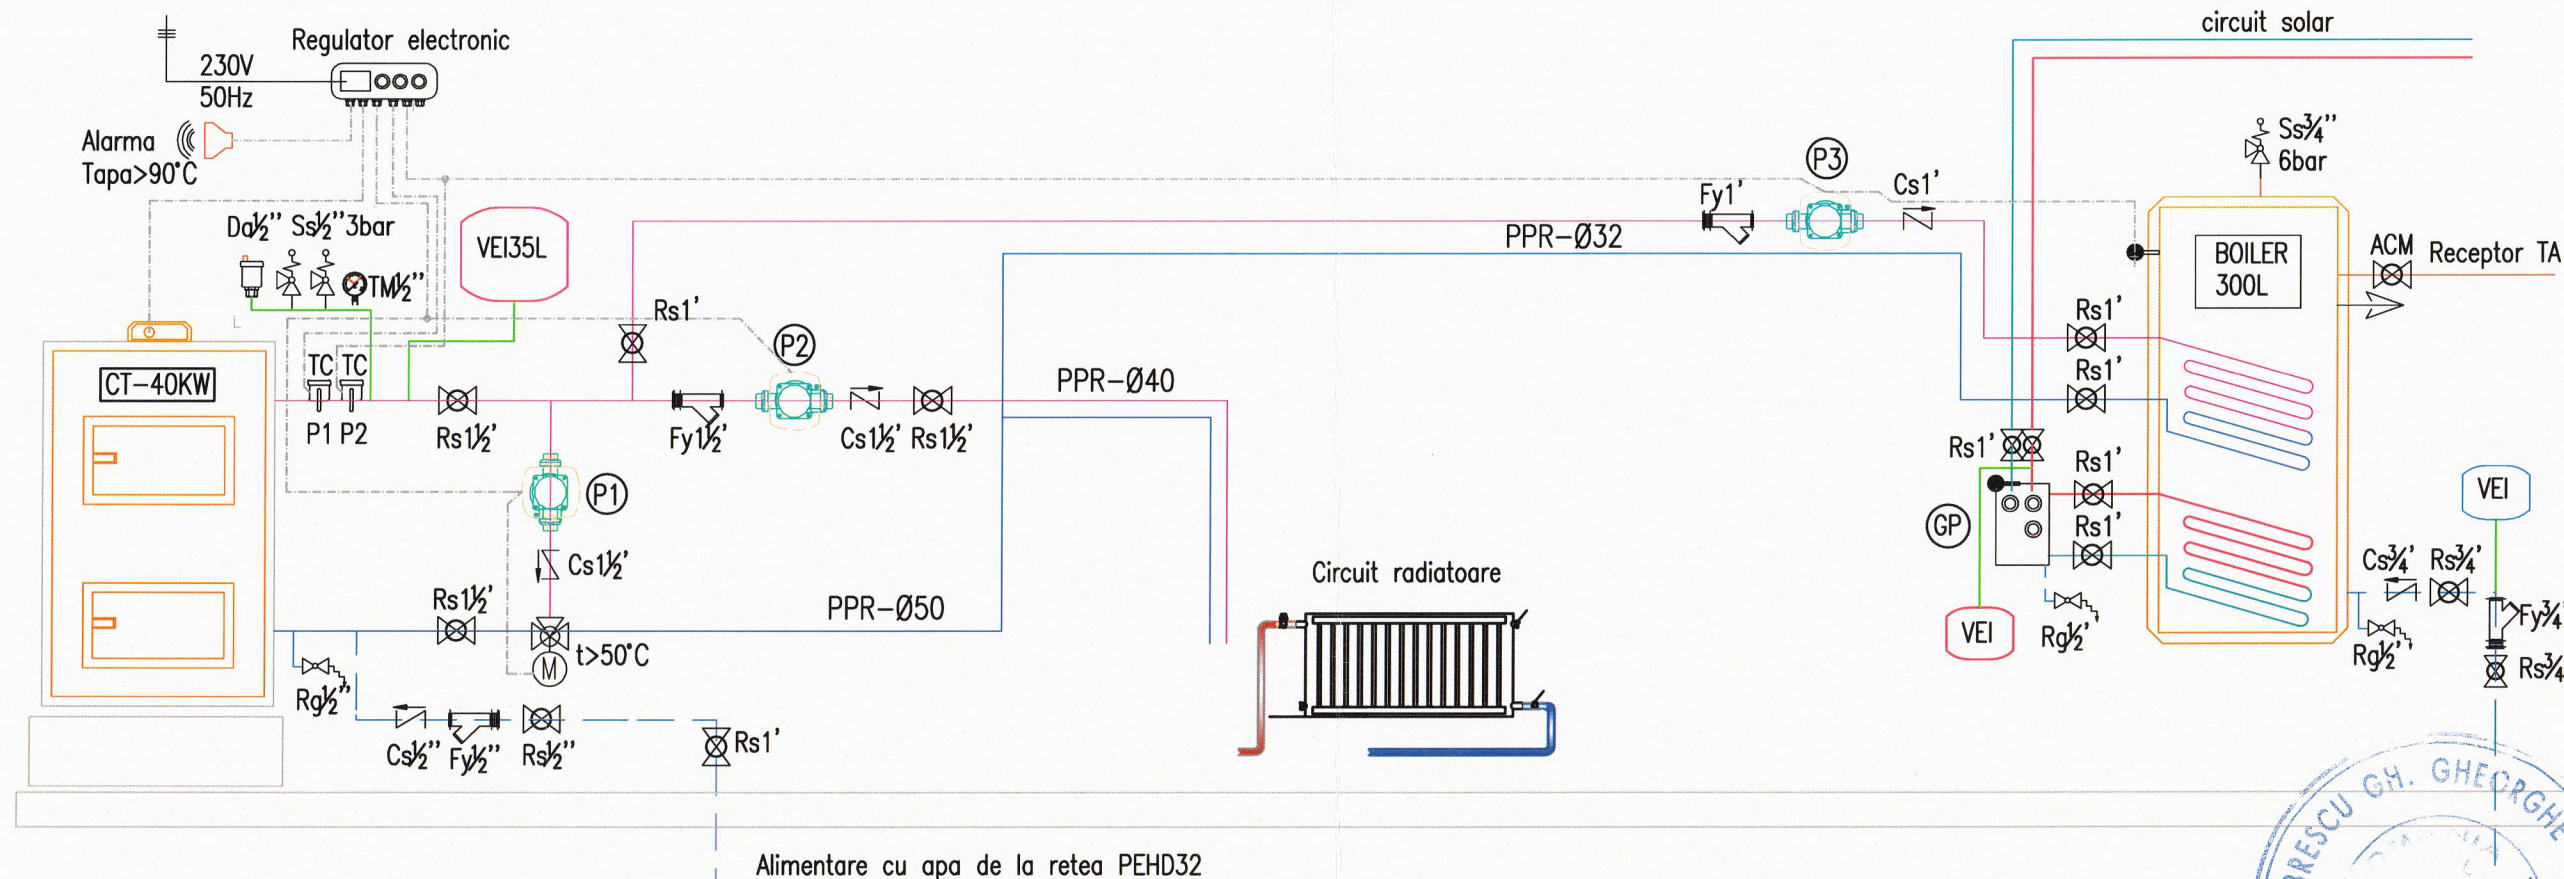 circuit solar
Regulator electronic
230V
50Hz
Alarma
Tapa>90°C
Da½" Ss½" 3bar
TM½"
VEI35L
Rs1'
P2
P3
Fy1'
Cs1'
PPR-Ø32
Ss¾"
6bar
BOILER
300L
ACM Receptor TA
Rs1'
Rs1'
CT-40KW
TC TC
P1 P2
Rs1½'
Fy1½'
Cs1½' Rs1½'
PPR-Ø40
P1
Cs1½'
Rs1½'
PPR-Ø50
t>50°C
M
Rg½"
Cs½" Fy½" Rs½"
Rs1'
Circuit radiatoare
Rs1'
Rs1'
GP
Rs1'
VEI
Rg½'
VEI
Cs¾' Rs¾'
Fy¾"
Rg½'
Rs¾
Alimentare cu apa de la retea PEHD32
BRESCU GH. GHEORGHE